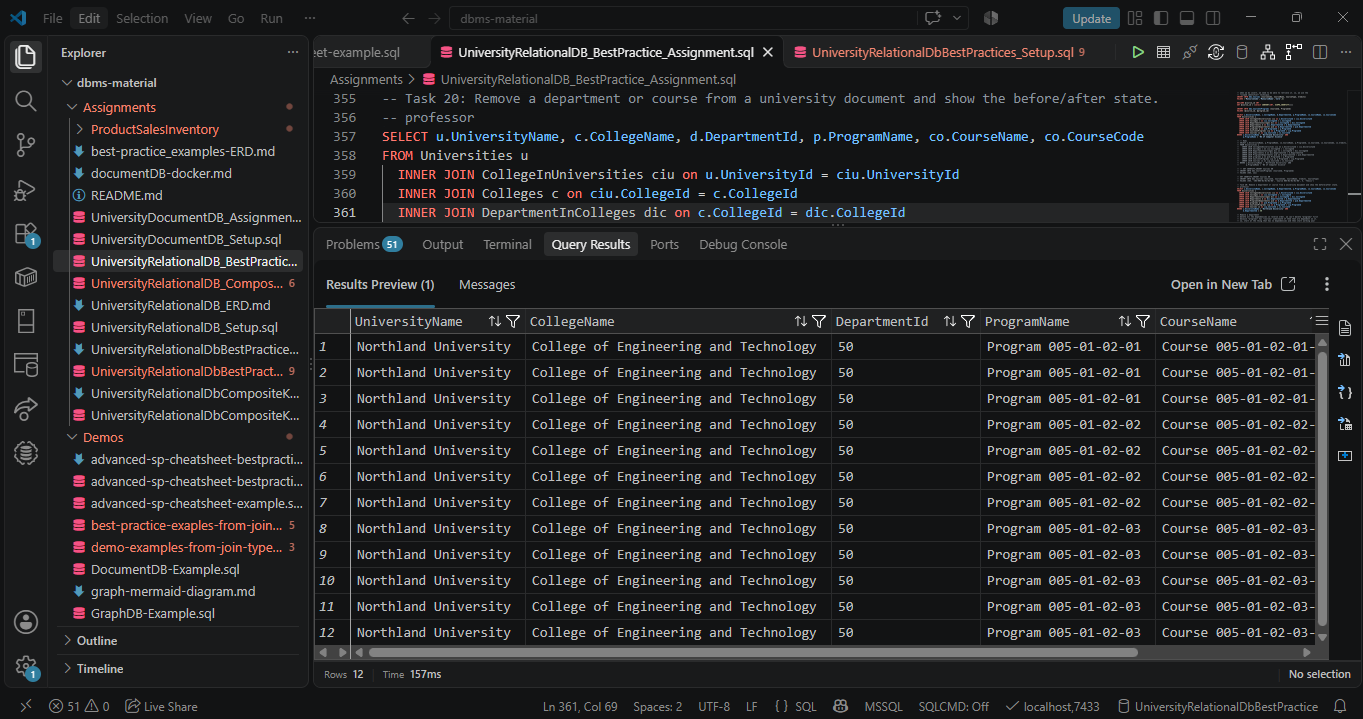 File Edit Selection View Go Run ··· dbms-material Update
Explorer
dbms-material
Assignments
ProductSalesInventory
best-practice_examples-ERD.md
documentDB-docker.md
README.md
UniversityDocumentDB_Assignmen...
UniversityDocumentDB_Setup.sql
UniversityRelationalDB_BestPractic...
UniversityRelationalDB_Compos... 6
UniversityRelationalDB_ERD.md
UniversityRelationalDB_Setup.sql
UniversityRelationalDbBestPractice...
UniversityRelationalDbBestPract... 9
UniversityRelationalDbCompositeK...
UniversityRelationalDbCompositeK...
Demos
advanced-sp-cheatsheet-bestpracti...
advanced-sp-cheatsheet-bestpracti...
advanced-sp-cheatsheet-example.s...
best-practice-exaples-from-join... 5
demo-examples-from-join-type... 3
DocumentDB-Example.sql
graph-mermaid-diagram.md
GraphDB-Example.sql
Outline
Timeline
1
1
eet-example.sql UniversityRelationalDB_BestPractice_Assignment.sql UniversityRelationalDbBestPractices_Setup.sql 9
Assignments > UniversityRelationalDB_BestPractice_Assignment.sql
355 -- Task 20: Remove a department or course from a university document and show the before/after state.
356 -- professor
357 SELECT u.UniversityName, c.CollegeName, d.DepartmentId, p.ProgramName, co.CourseName, co.CourseCode
358 FROM Universities u
359 INNER JOIN CollegeInUniversities ciu on u.UniversityId = ciu.UniversityId
360 INNER JOIN Colleges c on ciu.CollegeId = c.CollegeId
361 INNER JOIN DepartmentInColleges dic on c.CollegeId = dic.CollegeId
Problems 51 Output Terminal Query Results Ports Debug Console
Results Preview (1) Messages Open in New Tab
UniversityName CollegeName DepartmentId ProgramName CourseName
1 Northland University College of Engineering and Technology 50 Program 005-01-02-01 Course 005-01-02-01-
2 Northland University College of Engineering and Technology 50 Program 005-01-02-01 Course 005-01-02-01-
3 Northland University College of Engineering and Technology 50 Program 005-01-02-01 Course 005-01-02-01-
4 Northland University College of Engineering and Technology 50 Program 005-01-02-02 Course 005-01-02-02-
5 Northland University College of Engineering and Technology 50 Program 005-01-02-02 Course 005-01-02-02-
6 Northland University College of Engineering and Technology 50 Program 005-01-02-02 Course 005-01-02-02-
7 Northland University College of Engineering and Technology 50 Program 005-01-02-02 Course 005-01-02-02-
8 Northland University College of Engineering and Technology 50 Program 005-01-02-03 Course 005-01-02-03-
9 Northland University College of Engineering and Technology 50 Program 005-01-02-03 Course 005-01-02-03-
10 Northland University College of Engineering and Technology 50 Program 005-01-02-03 Course 005-01-02-03-
11 Northland University College of Engineering and Technology 50 Program 005-01-02-03 Course 005-01-02-03-
12 Northland University College of Engineering and Technology 50 Program 005-01-02-03 Course 005-01-02-03-
Rows 12 Time 157ms No selection
51 0 Live Share Ln 361, Col 69 Spaces: 2 UTF-8 LF { } SQL MSSQL SQLCMD: Off localhost,7433 UniversityRelationalDbBestPractice